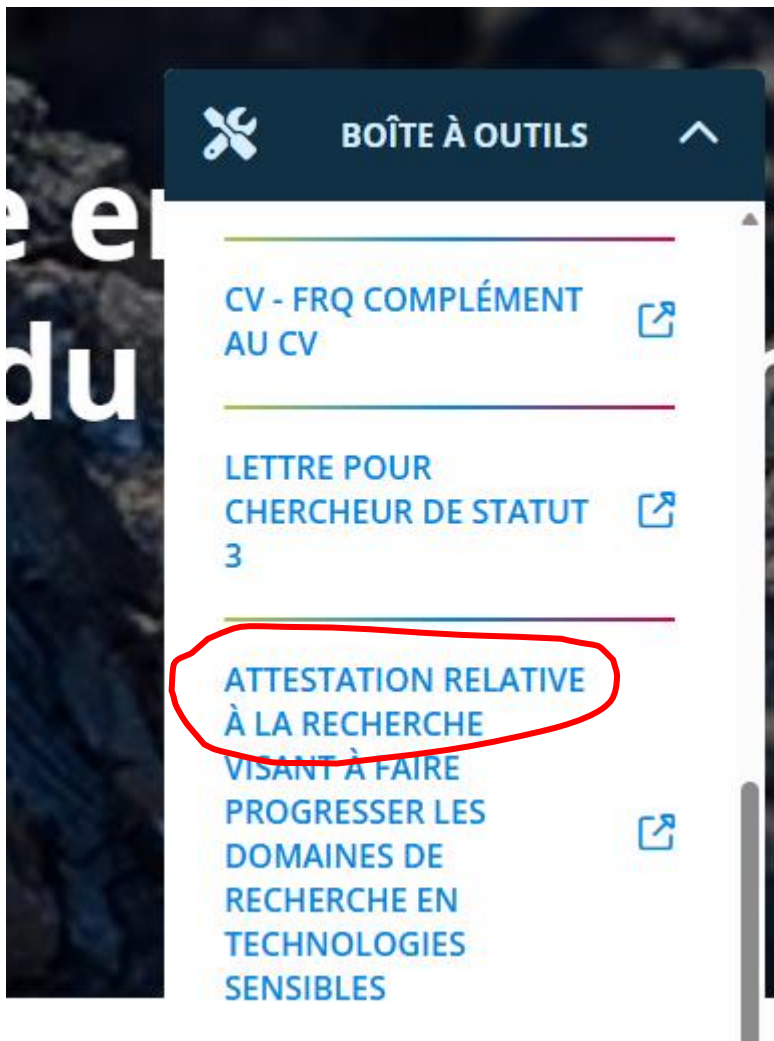 BOÎTE À OUTILS
e e
du
CV - FRQ COMPLÉMENT
AU CV
LETTRE POUR
CHERCHEUR DE STATUT
3
ATTESTATION RELATIVE
À LA RECHERCHE
VISANT À FAIRE
PROGRESSER LES
DOMAINES DE
RECHERCHE EN
TECHNOLOGIES
SENSIBLES